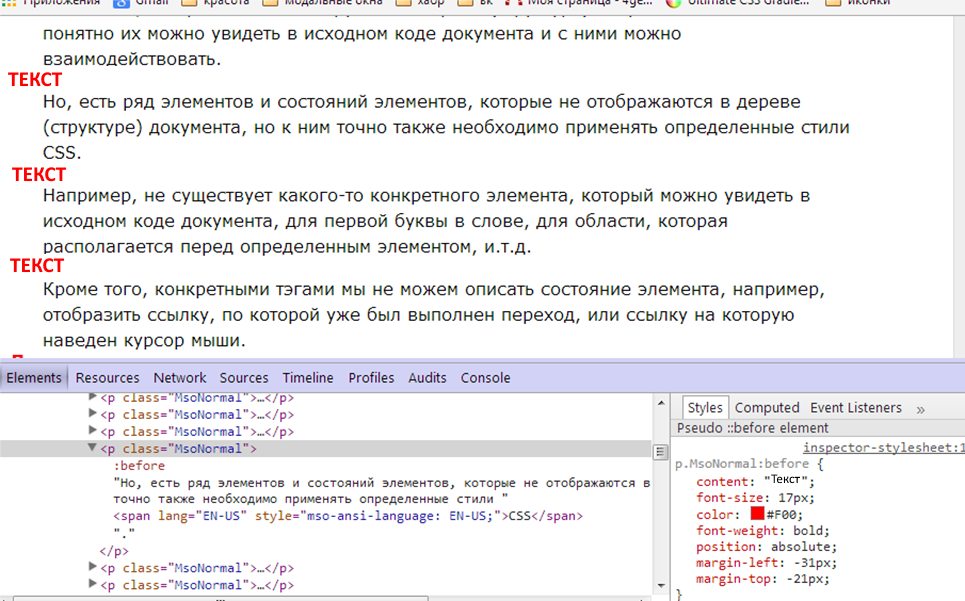 Приложения Gmail красота модальные окна хабр вк Моя страница - 4ge... Ultimate CSS Gradie... иконки
понятно их можно увидеть в исходном коде документа и с ними можно
взаимодействовать.
ТЕКСТ
Но, есть ряд элементов и состояний элементов, которые не отображаются в дереве
(структуре) документа, но к ним точно также необходимо применять определенные стили
CSS.
ТЕКСТ
Например, не существует какого-то конкретного элемента, который можно увидеть в
исходном коде документа, для первой буквы в слове, для области, которая
располагается перед определенным элементом, и.т.д.
ТЕКСТ
Кроме того, конкретными тэгами мы не можем описать состояние элемента, например,
отобразить ссылку, по которой уже был выполнен переход, или ссылку на которую
наведен курсор мыши.
Elements Resources Network Sources Timeline Profiles Audits Console
<p class="MsoNormal">…</p>
<p class="MsoNormal">…</p>
<p class="MsoNormal">…</p>
<p class="MsoNormal">
:before
"Но, есть ряд элементов и состояний элементов, которые не отображаются в
точно также необходимо применять определенные стили "
<span lang="EN-US" style="mso-ansi-language: EN-US;">CSS</span>
"."
</p>
<p class="MsoNormal">…</p>
<p class="MsoNormal">…</p>
Styles Computed Event Listeners »
Pseudo ::before element
inspector-stylesheet:1
p.MsoNormal:before {
content: "Текст";
font-size: 17px;
color: #F00;
font-weight: bold;
position: absolute;
margin-left: -31px;
margin-top: -21px;
}